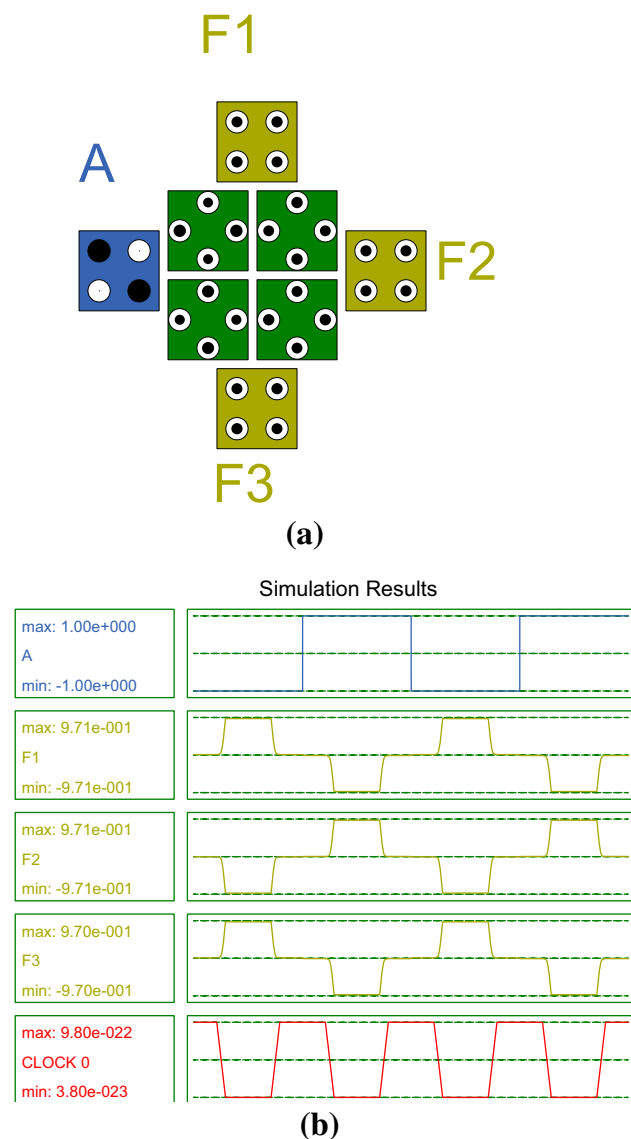 F1
A
F2
F3
(a)
Simulation Results
max: 1.00e+000
A
min: -1.00e+000
max: 9.71e-001
F1
min: -9.71e-001
max: 9.71e-001
F2
min: -9.71e-001
max: 9.70e-001
F3
min: -9.70e-001
max: 9.80e-022
CLOCK 0
min: 3.80e-023
(b)